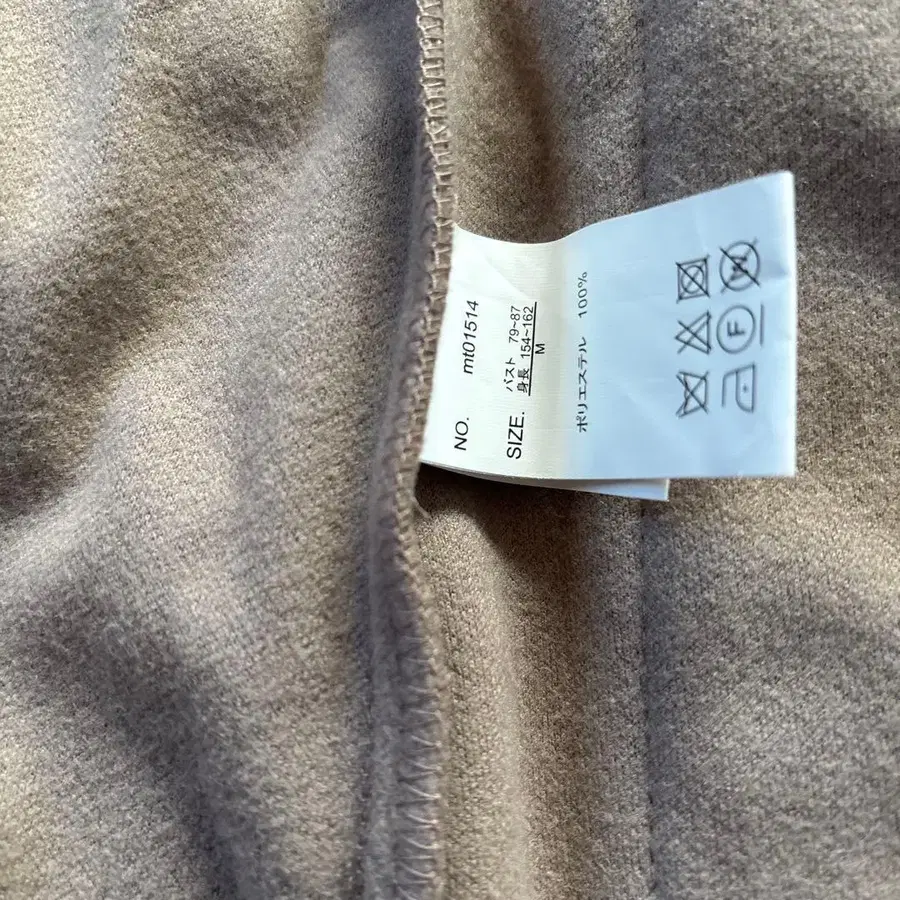 NO. mt01514
SIZE. バスト 79~87
身長 154~162
M
ポリエステル 100%
F
W